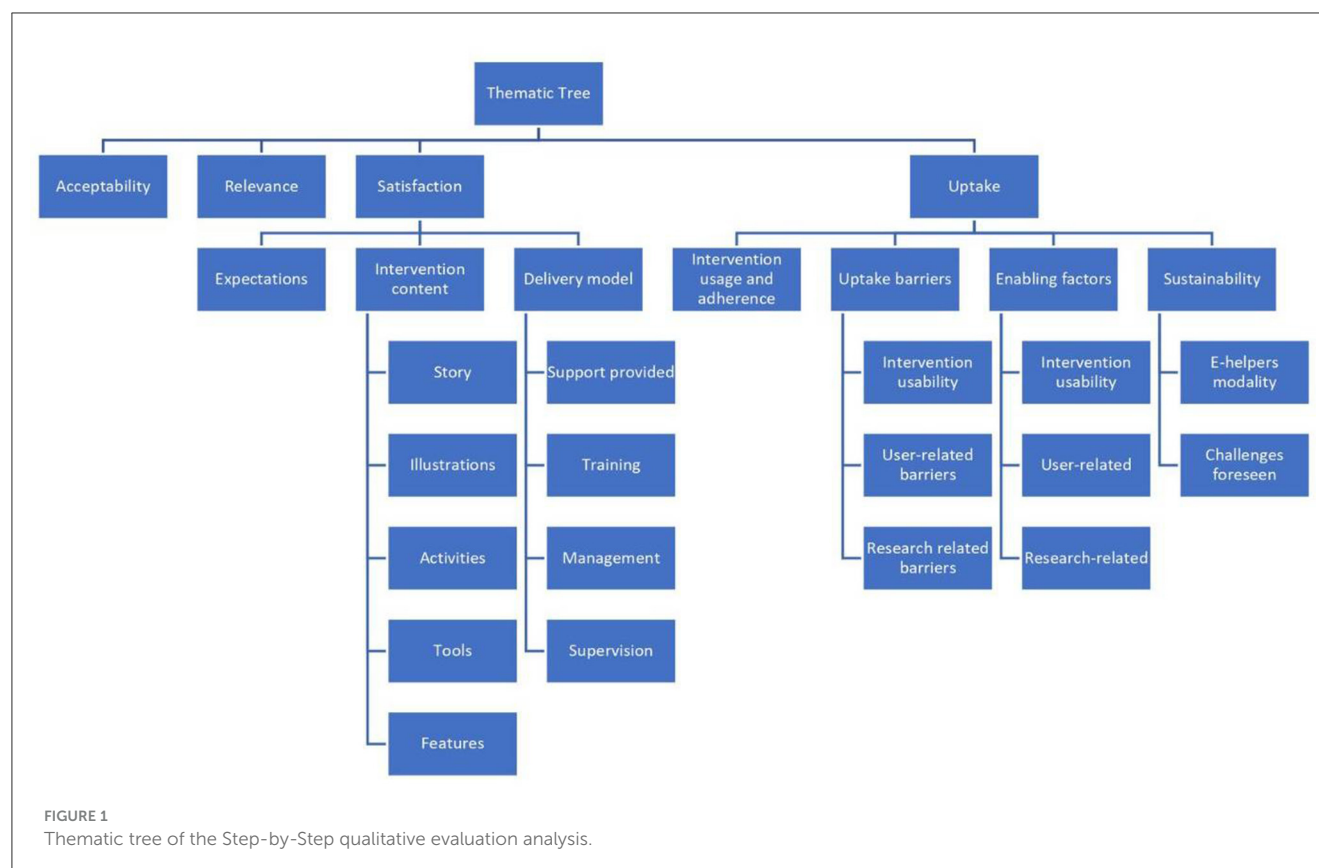 Thematic Tree
Acceptability
Relevance
Satisfaction
Uptake
Expectations
Intervention
content
Delivery model
Intervention
usage and
adherence
Uptake barriers
Enabling factors
Sustainability
Story
Illustrations
Activities
Tools
Features
Support provided
Training
Management
Supervision
Intervention
usability
User-related
barriers
Research related
barriers
Intervention
usability
User-related
Research-related
E-helpers
modality
Challenges
foreseen
FIGURE 1
Thematic tree of the Step-by-Step qualitative evaluation analysis.